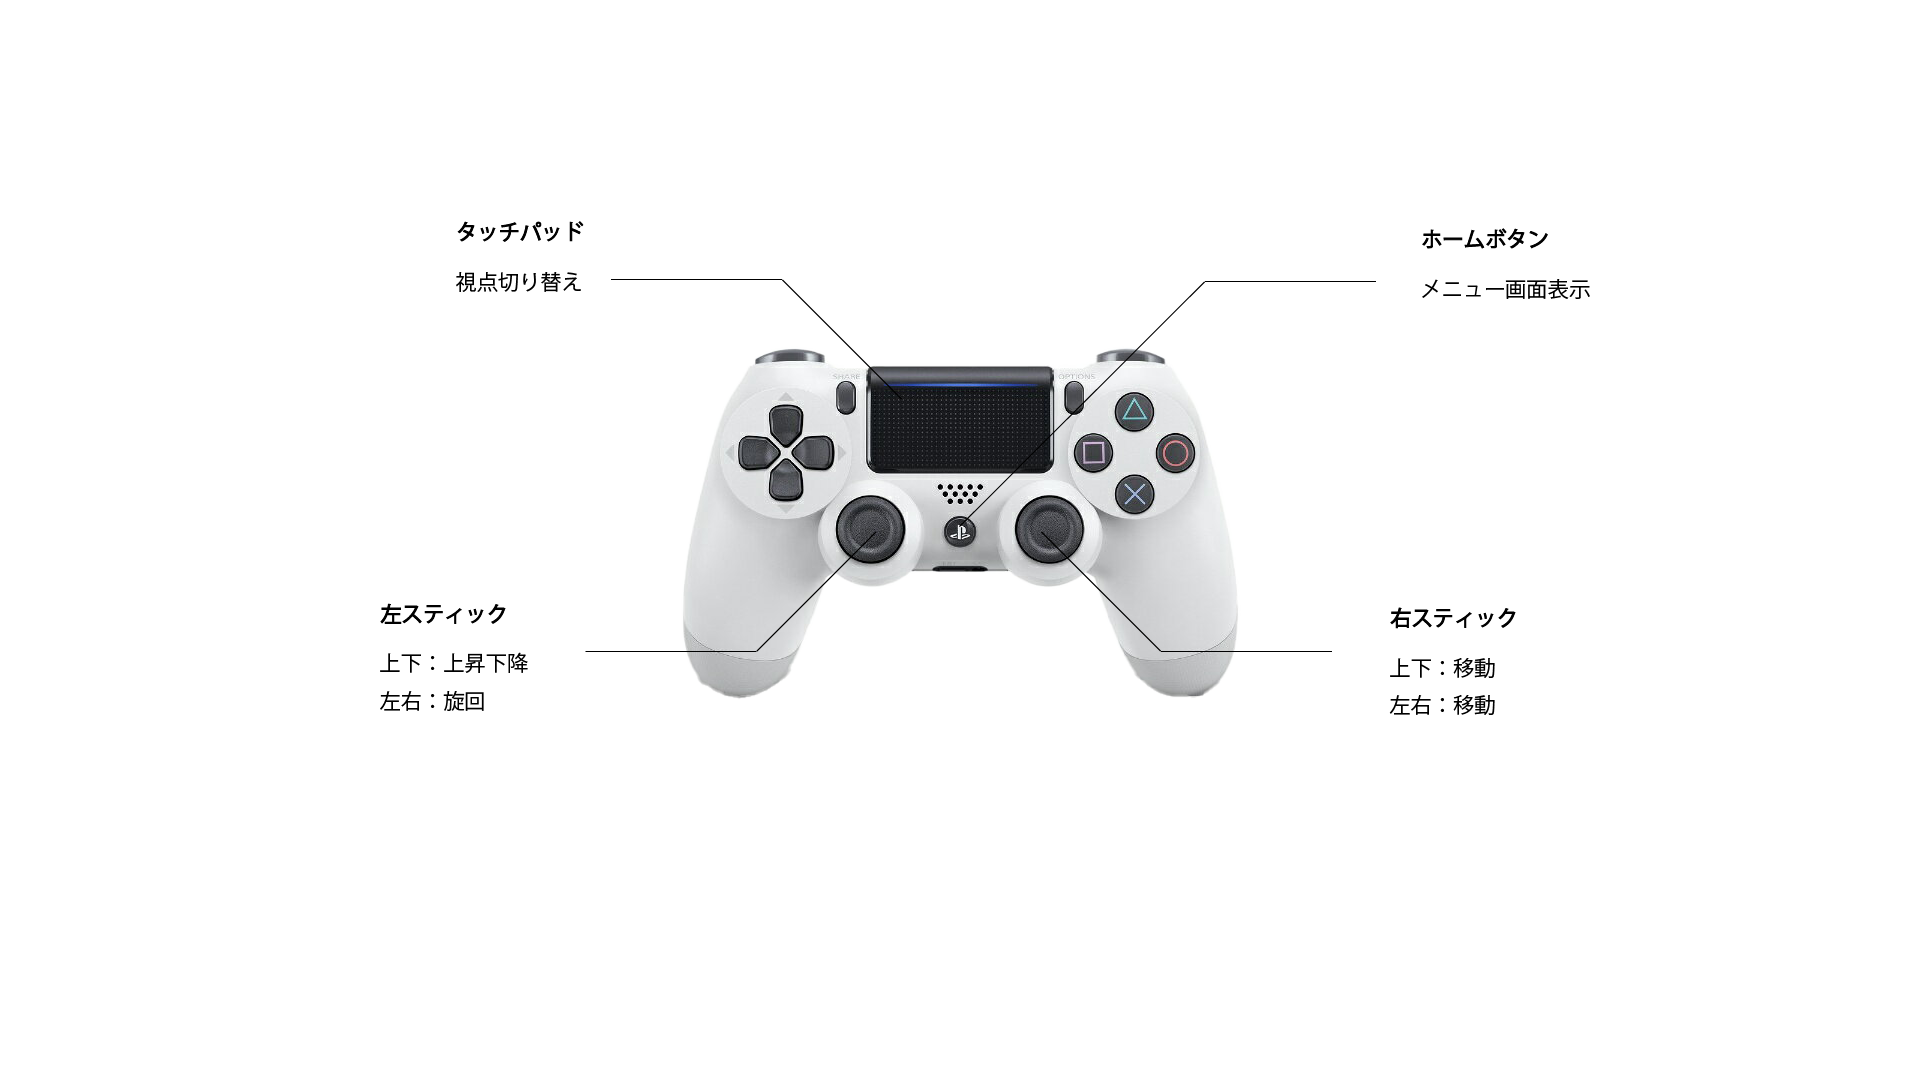 タッチパッド
視点切り替え
ホームボタン
メニュー画面表示
SHARE
OPTIONS
左スティック
上下：上昇下降
左右：旋回
右スティック
上下：移動
左右：移動